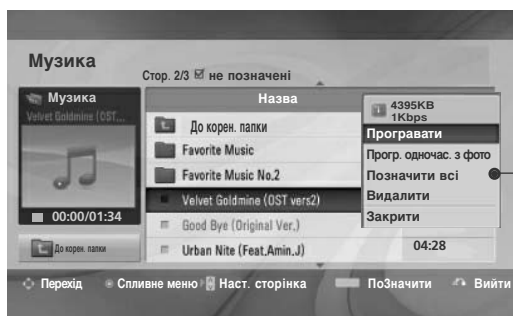 Музика
Стор. 2/3 ☑ не позначені
Музика
Velvet Goldmine (OST...
00:00/01:34
До корен. папки
Назва
До корен. папки
Favorite Music
Favorite Music No.2
Velvet Goldmine (OST vers2)
Good Bye (Original Ver.)
Urban Nite (Feat.Amin.J)
04:28
4395KB
1Kbps
Програвати
Прогр. одночас. з фото
Позначити всі
Видалити
Закрити
Перехід Спливне меню Наст. сторінка По3начити Вийти